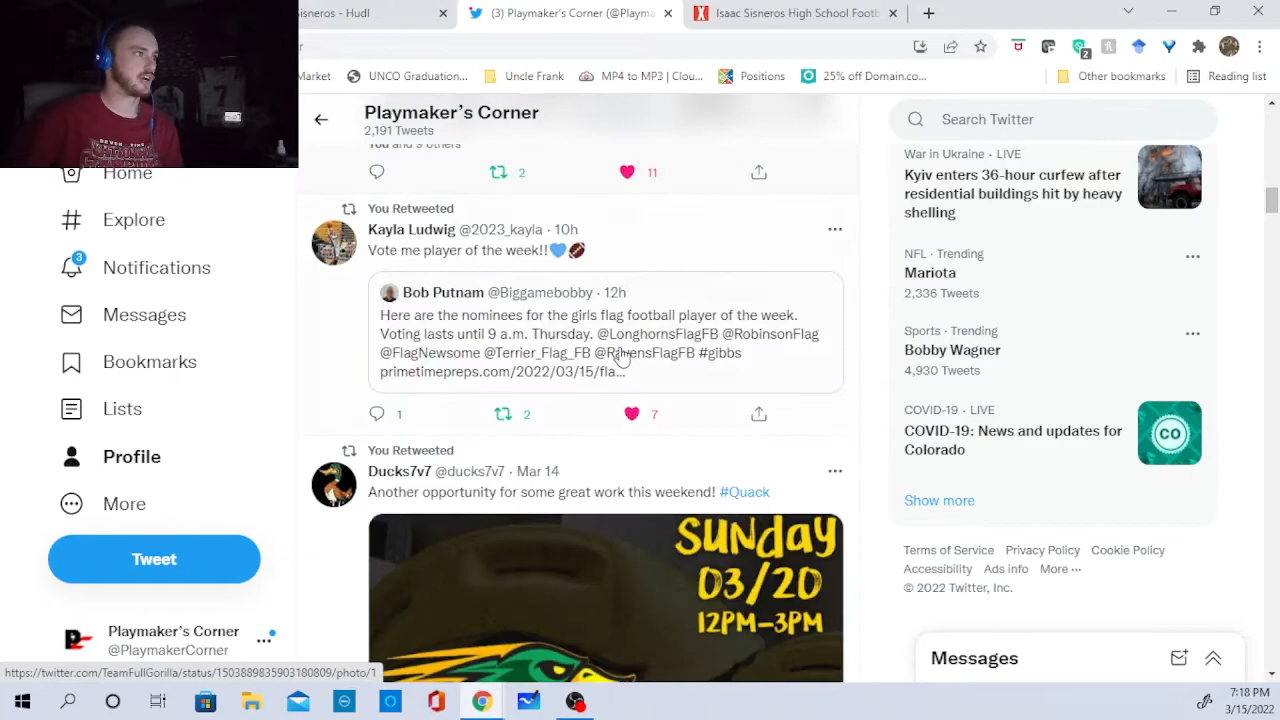 Sisneros - Hudl
(3) Playmaker's Corner (@Playma
Isaac Sisneros High School Footb
Market
UNCO Graduation...
Uncle Frank
MP4 to MP3 | Clou...
Positions
25% off Domain.co...
Other bookmarks
Reading list
2
Home
Explore
3
Notifications
Messages
Bookmarks
Lists
Profile
More
Tweet
Playmaker's Corner
@PlaymakerCorner
Playmaker's Corner
2,191 Tweets
You and 9 others
2
11
You Retweeted
Kayla Ludwig @2023_kayla · 10h
Vote me player of the week!!💙🏈
Bob Putnam @Biggamebobby · 12h
Here are the nominees for the girls flag football player of the week.
Voting lasts until 9 a.m. Thursday. @LonghornsFlagFB @RobinsonFlag
@FlagNewsome @Terrier_Flag_FB #gibbs
primetimepreps.com/2022/03/15/fla...
1
2
7
You Retweeted
Ducks7v7 @ducks7v7 · Mar 14
Another opportunity for some great work this weekend! #Quack
SUNDAY
03/20
12PM-3PM
Search Twitter
War in Ukraine · LIVE
Kyiv enters 36-hour curfew after
residential buildings hit by heavy
shelling
NFL · Trending
Mariota
2,336 Tweets
Sports · Trending
Bobby Wagner
4,930 Tweets
COVID-19 · LIVE
COVID-19: News and updates for
Colorado
CO
Show more
Terms of Service Privacy Policy Cookie Policy
Accessibility Ads info More ···
© 2022 Twitter, Inc.
Messages
https://twitter.com/TeamFullGorilla/status/1503889835903180809/photo/1
7:18 PM
3/15/2022